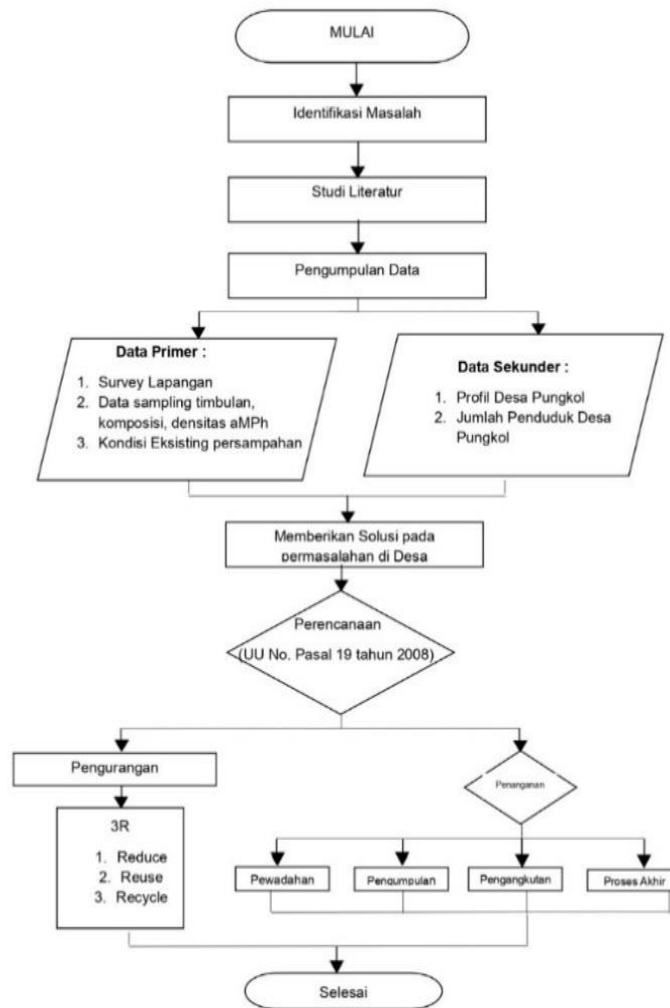 MULAI
Identifikasi Masalah
Studi Literatur
Pengumpulan Data
Data Primer :
1. Survey Lapangan
2. Data sampling timbulan,
komposisi, densitas aMPh
3. Kondisi Eksisting persampahan
Data Sekunder :
1. Profil Desa Pungkol
2. Jumlah Penduduk Desa
Pungkol
Memberikan Solusi pada
permasalahan di Desa
Perencanaan
(UU No. Pasal 19 tahun 2008)
Pengurangan
Penanganan
3R
1. Reduce
2. Reuse
3. Recycle
Pewadahan
Pengumpulan
Pengangkutan
Proses Akhir
Selesai